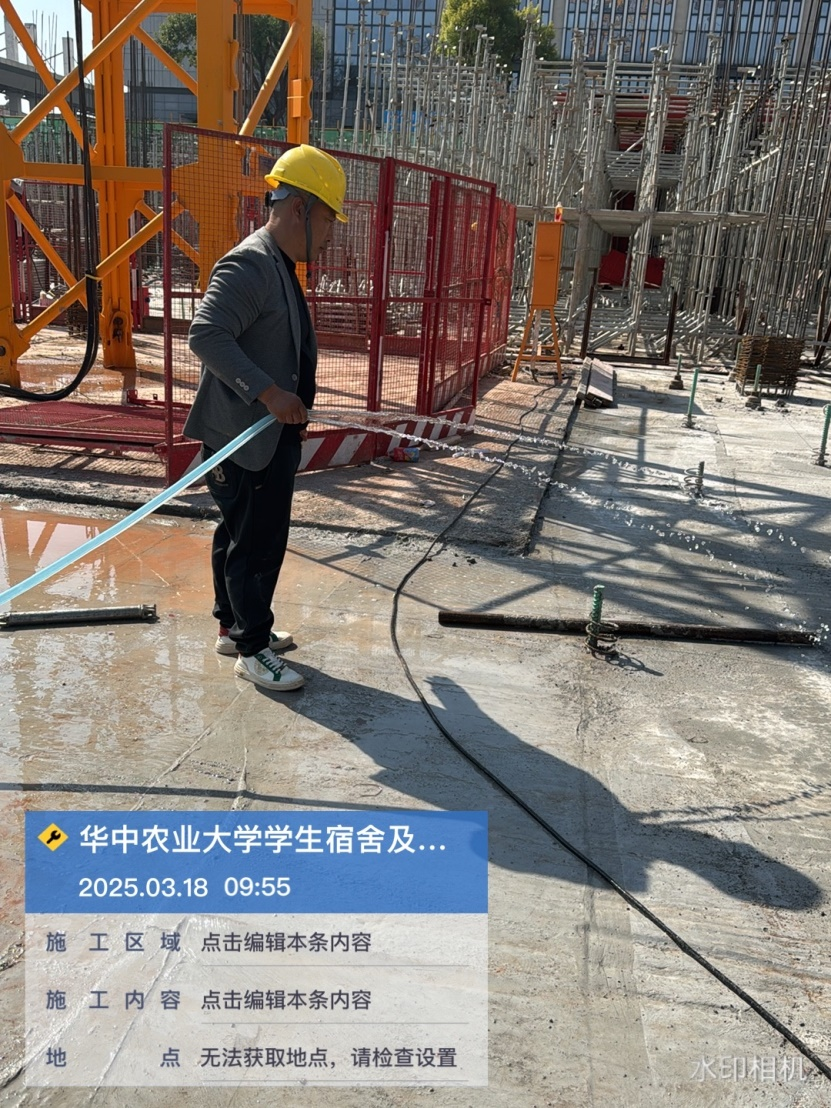 华中农业大学学生宿舍及...
2025.03.18 09:55
施工区域 点击编辑本条内容
施工内容 点击编辑本条内容
地点 无法获取地点，请检查设置
水印相机